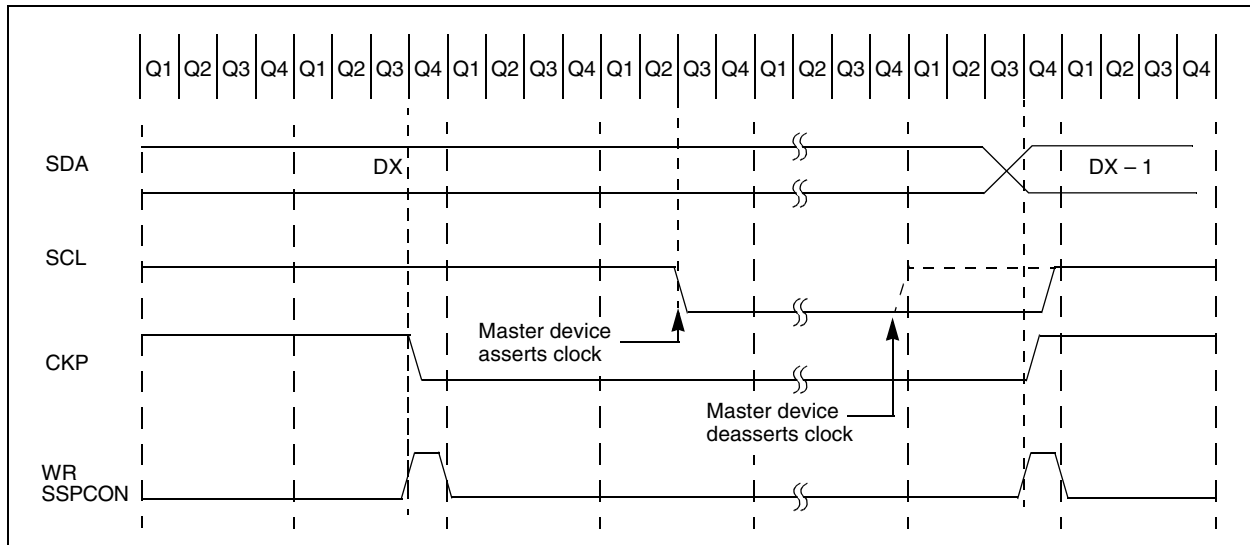 Q1 Q2 Q3 Q4 Q1 Q2 Q3 Q4 Q1 Q2 Q3 Q4 Q1 Q2 Q3 Q4 Q1 Q2 Q3 Q4 Q1 Q2 Q3 Q4 Q1 Q2 Q3 Q4
SDA
DX
DX – 1
SCL
Master device
asserts clock
CKP
Master device
deasserts clock
WR
SSPCON